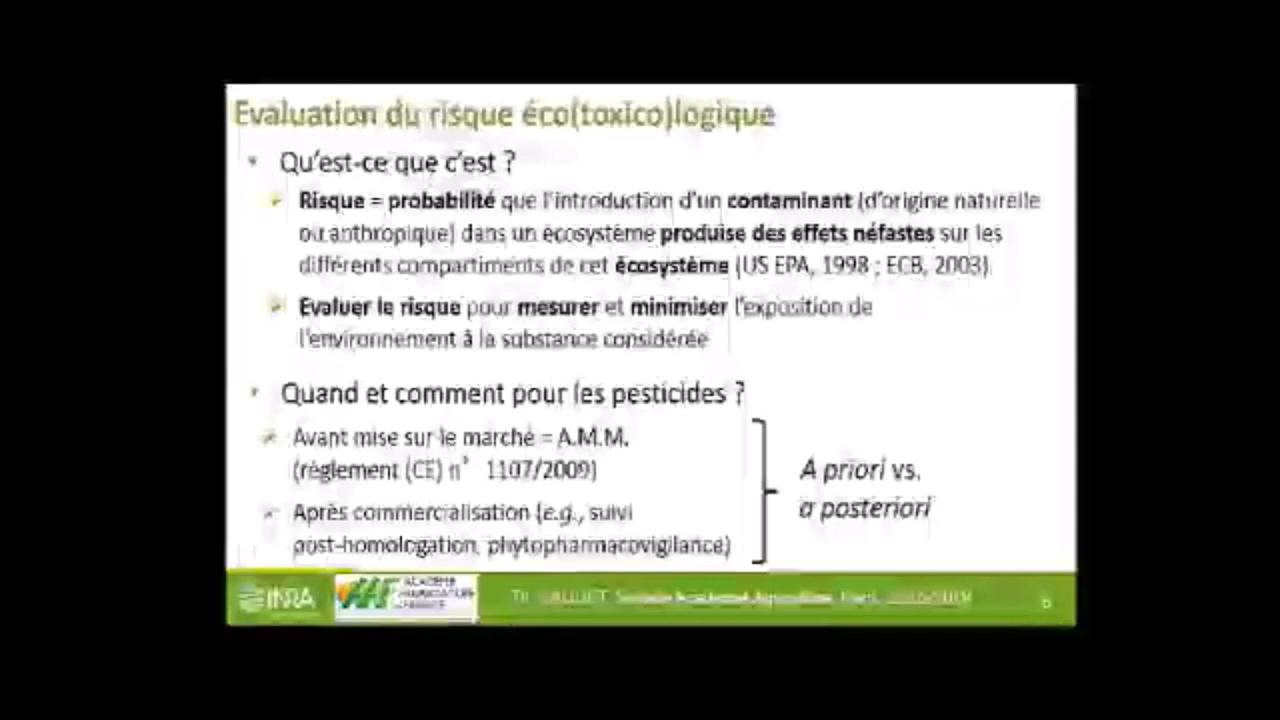 Evaluation du risque éco(toxico)logique
Qu'est-ce que c'est ?
Risque = probabilité que l'introduction d'un contaminant (d'origine naturelle
ou anthropique) dans un écosystème produise des effets néfastes sur les
différents compartiments de cet écosystème (US EPA, 1998 ; ECB, 2003)
Evaluer le risque pour mesurer et minimiser l'exposition de
l'environnement à la substance considérée
Quand et comment pour les pesticides ?
Avant mise sur le marché = A.M.M.
(règlement (CE) n° 1107/2009)
Après commercialisation (e.g., suivi
post-homologation, phytopharmacovigilance)
A priori vs.
a posteriori
INRA